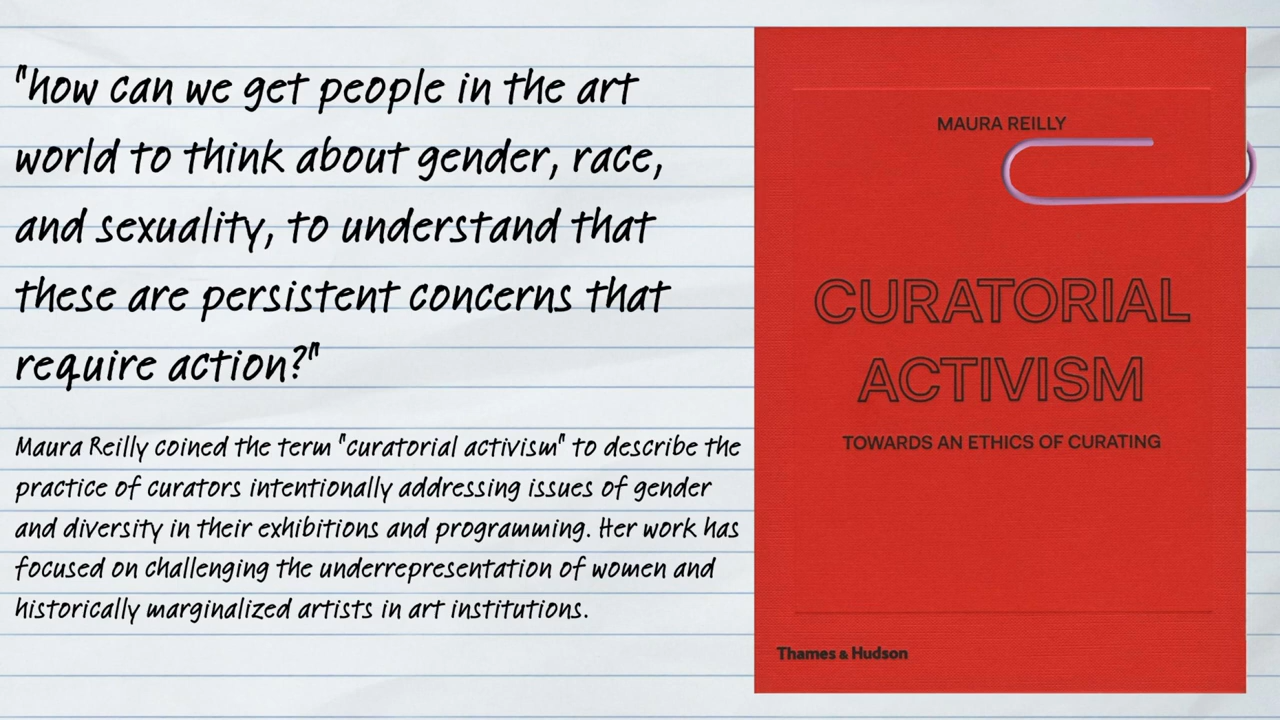 "how can we get people in the art
world to think about gender, race,
and sexuality, to understand that
these are persistent concerns that
require action?"
Maura Reilly coined the term "curatorial activism" to describe the
practice of curators intentionally addressing issues of gender
and diversity in their exhibitions and programming. Her work has
focused on challenging the underrepresentation of women and
historically marginalized artists in art institutions.
MAURA REILLY
CURATORIAL
ACTIVISM
TOWARDS AN ETHICS OF CURATING
Thames & Hudson